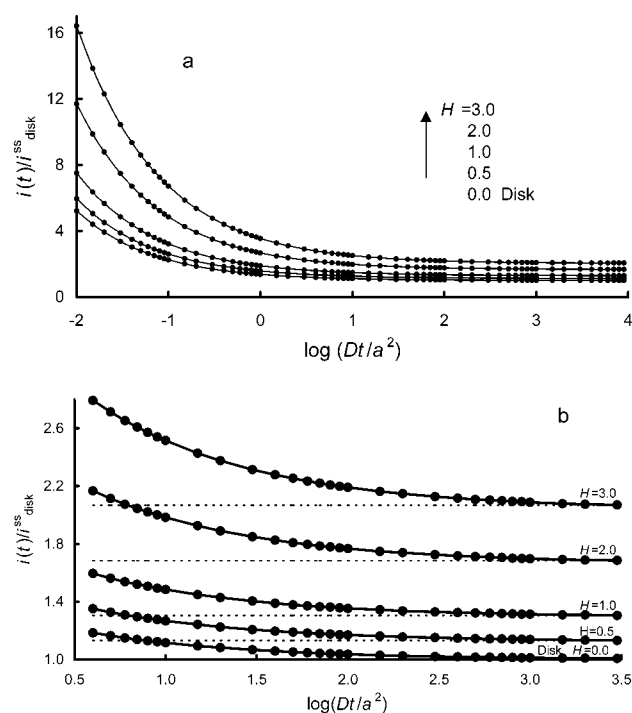 a
16
12
8
4
0
i(t)/i^ss_disk
H = 3.0
2.0
1.0
0.5
0.0 Disk
-2 -1 0 1 2 3 4
log (Dt/a²)
b
2.6
2.2
1.8
1.4
1.0
i(t)/i^ss_disk
H=3.0
H=2.0
H=1.0
H=0.5
Disk H=0.0
0.5 1.0 1.5 2.0 2.5 3.0 3.5
log(Dt/a²)